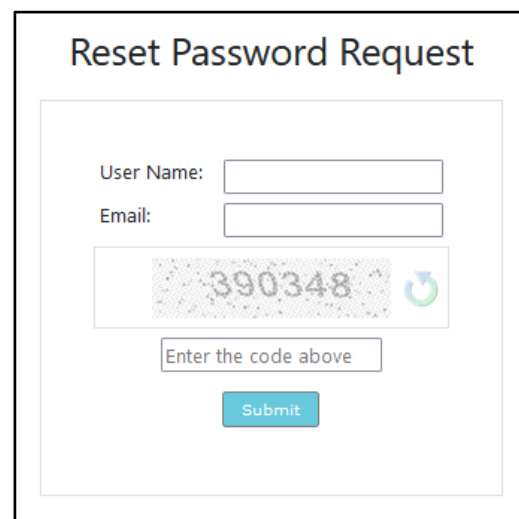 Reset Password Request
User Name:
Email:
390348
Enter the code above
Submit